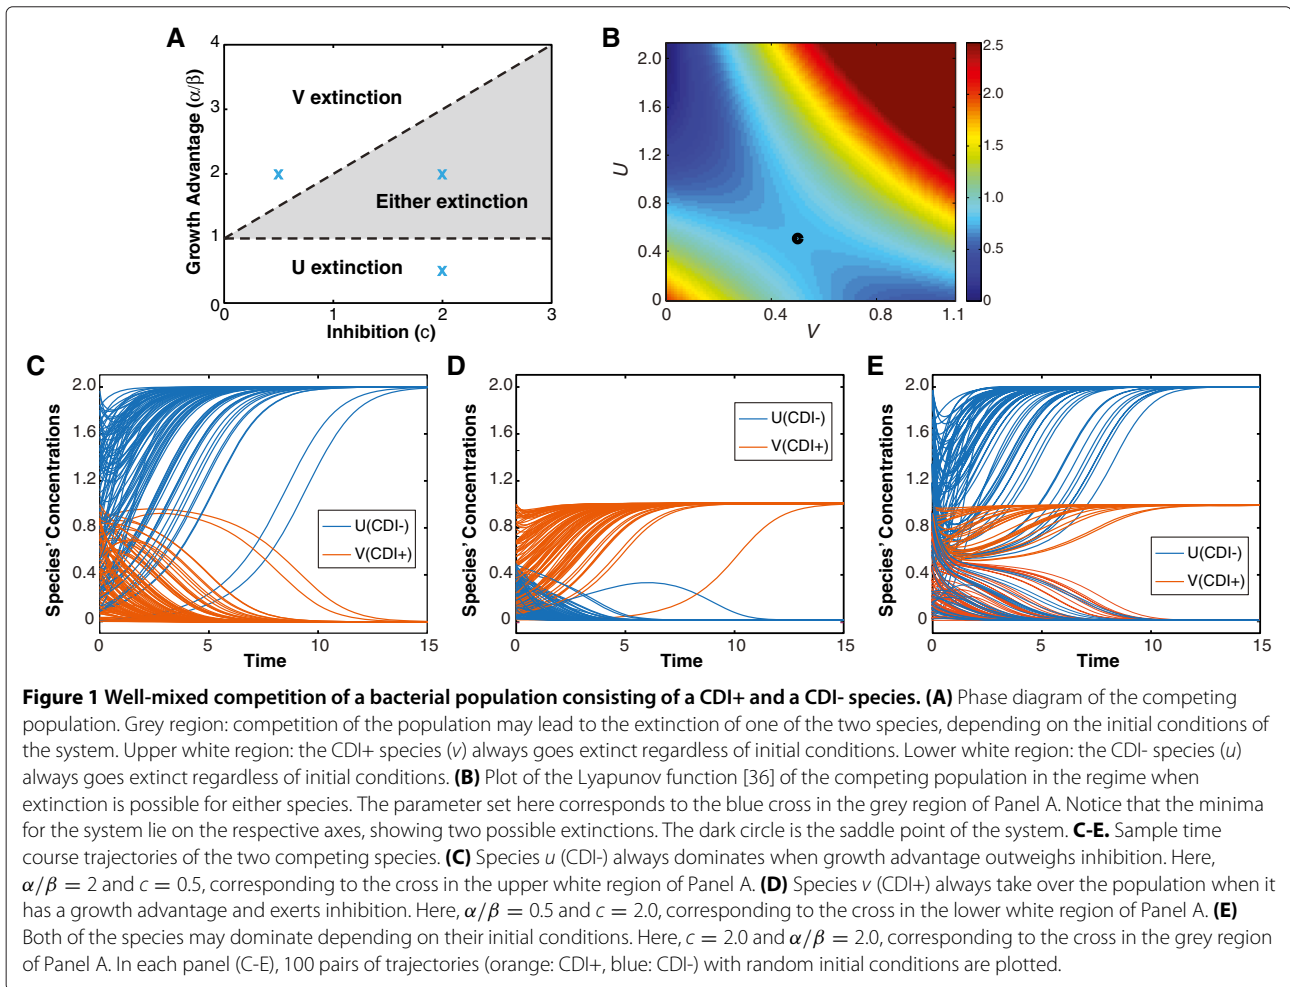 A
Growth Advantage (α/β)
4
3
2
1
0
V extinction
Either extinction
U extinction
x
x
x
0
1
2
3
Inhibition (c)
B
U
2.0
1.6
1.2
0.8
0.4
0
0
0.4
0.8
1.1
V
2.5
2.0
1.5
1.0
0.5
0
C
Species' Concentrations
2.0
1.6
1.2
0.8
0.4
0
U(CDI-)
V(CDI+)
0
5
10
15
Time
D
Species' Concentrations
2.0
1.6
1.2
0.8
0.4
0
U(CDI-)
V(CDI+)
0
5
10
15
Time
E
Species' Concentrations
2.0
1.6
1.2
0.8
0.4
0
U(CDI-)
V(CDI+)
0
5
10
15
Time
Figure 1 Well-mixed competition of a bacterial population consisting of a CDI+ and a CDI- species. (A) Phase diagram of the competing
population. Grey region: competition of the population may lead to the extinction of one of the two species, depending on the initial conditions of
the system. Upper white region: the CDI+ species (v) always goes extinct regardless of initial conditions. Lower white region: the CDI- species (u)
always goes extinct regardless of initial conditions. (B) Plot of the Lyapunov function [36] of the competing population in the regime when
extinction is possible for either species. The parameter set here corresponds to the blue cross in the grey region of Panel A. Notice that the minima
for the system lie on the respective axes, showing two possible extinctions. The dark circle is the saddle point of the system. C-E. Sample time
course trajectories of the two competing species. (C) Species u (CDI-) always dominates when growth advantage outweighs inhibition. Here,
α/β = 2 and c = 0.5, corresponding to the cross in the upper white region of Panel A. (D) Species v (CDI+) always take over the population when it
has a growth advantage and exerts inhibition. Here, α/β = 0.5 and c = 2.0, corresponding to the cross in the lower white region of Panel A. (E)
Both of the species may dominate depending on their initial conditions. Here, c = 2.0 and α/β = 2.0, corresponding to the cross in the grey region
of Panel A. In each panel (C-E), 100 pairs of trajectories (orange: CDI+, blue: CDI-) with random initial conditions are plotted.